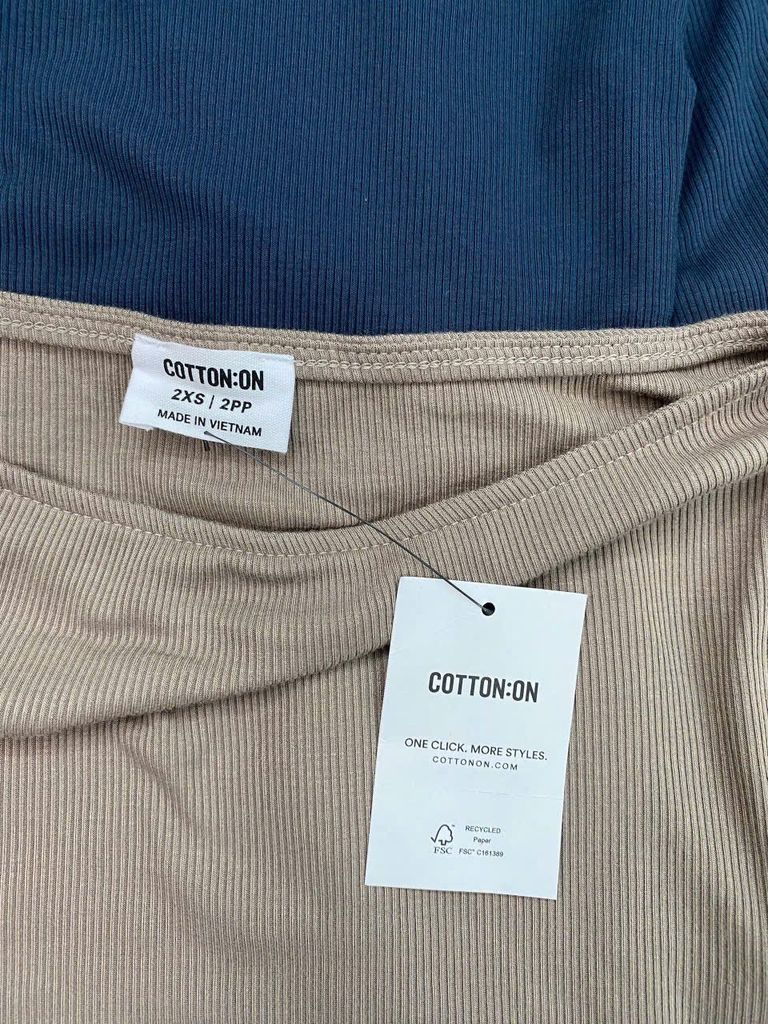 COTTON:ON
2XS | 2PP
MADE IN VIETNAM
COTTON:ON
ONE CLICK. MORE STYLES.
COTTONON.COM
RECYCLED
Paper
FSC™
FSC® C161389